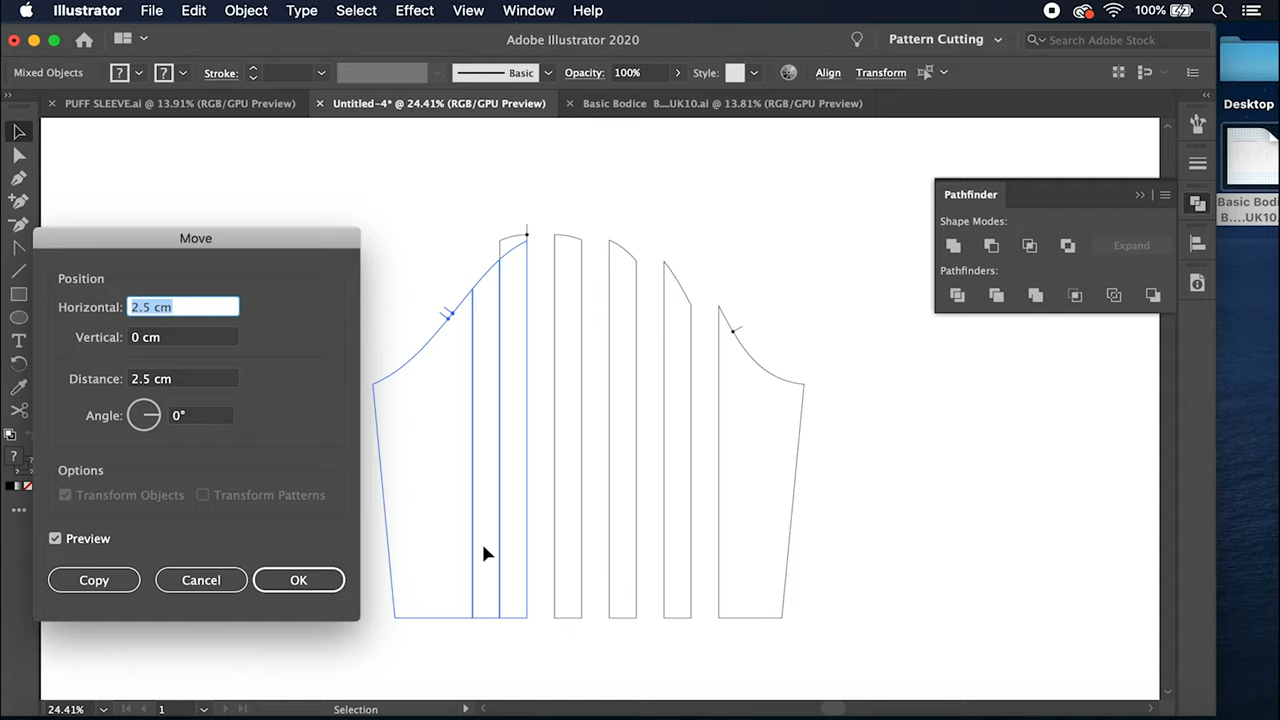 Illustrator File Edit Object Type Select Effect View Window Help 100%
Adobe Illustrator 2020 Pattern Cutting Search Adobe Stock
Mixed Objects ? ? Stroke: Basic Opacity: 100% Style: Align Transform
× PUFF SLEEVE.ai @ 13.91% (RGB/GPU Preview) × Untitled-4* @ 24.41% (RGB/GPU Preview) × Basic Bodice B....UK10.ai @ 13.81% (RGB/GPU Preview)
Desktop
Basic Bodi
B....UK10
Pathfinder
Shape Modes:
Expand
Pathfinders:
Move
Position
Horizontal: 2.5 cm
Vertical: 0 cm
Distance: 2.5 cm
Angle: 0°
Options
Transform Objects Transform Patterns
Preview
Copy Cancel OK
?
24.41% 1 Selection